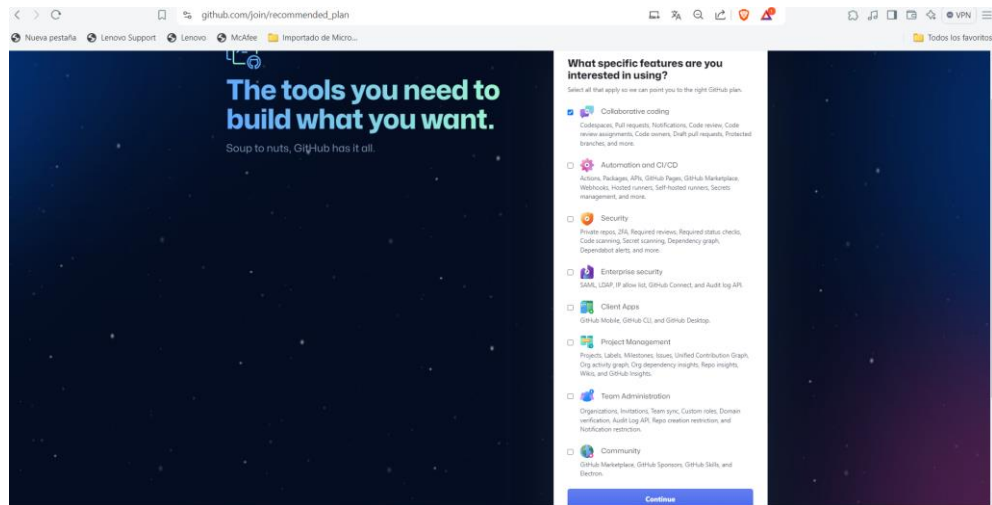 github.com/join/recommended_plan
VPN
Nueva pestaña Lenovo Support Lenovo McAfee Importado de Micro... Todos los favoritos
The tools you need to
build what you want.
Soup to nuts, GitHub has it all.
What specific features are you
interested in using?
Select all that apply so we can point you to the right GitHub plan.
Collaborative coding
Codespaces, Pull requests, Notifications, Code review, Code
review assignments, Code owners, Draft pull requests, Protected
branches, and more.
Automation and CI/CD
Actions, Packages, APIs, GitHub Pages, GitHub Marketplace,
Webhooks, Hosted runners, Self-hosted runners, Secrets
management, and more.
Security
Private repos, 2FA, Required reviews, Required status checks,
Code scanning, Secret scanning, Dependency graph,
Dependabot alerts, and more.
Enterprise security
SAML, LDAP, IP allow list, GitHub Connect, and Audit log API.
Client Apps
GitHub Mobile, GitHub CLI, and GitHub Desktop.
Project Management
Projects, Labels, Milestones, Issues, Unified Contribution Graph,
Org activity graph, Org dependency insights, Repo insights,
Wikis, and GitHub Insights.
Team Administration
Organizations, Invitations, Team sync, Custom roles, Domain
verification, Audit Log API, Repo creation restriction, and
Notification restriction.
Community
GitHub Marketplace, GitHub Sponsors, GitHub Skills, and
Electron.
Continue